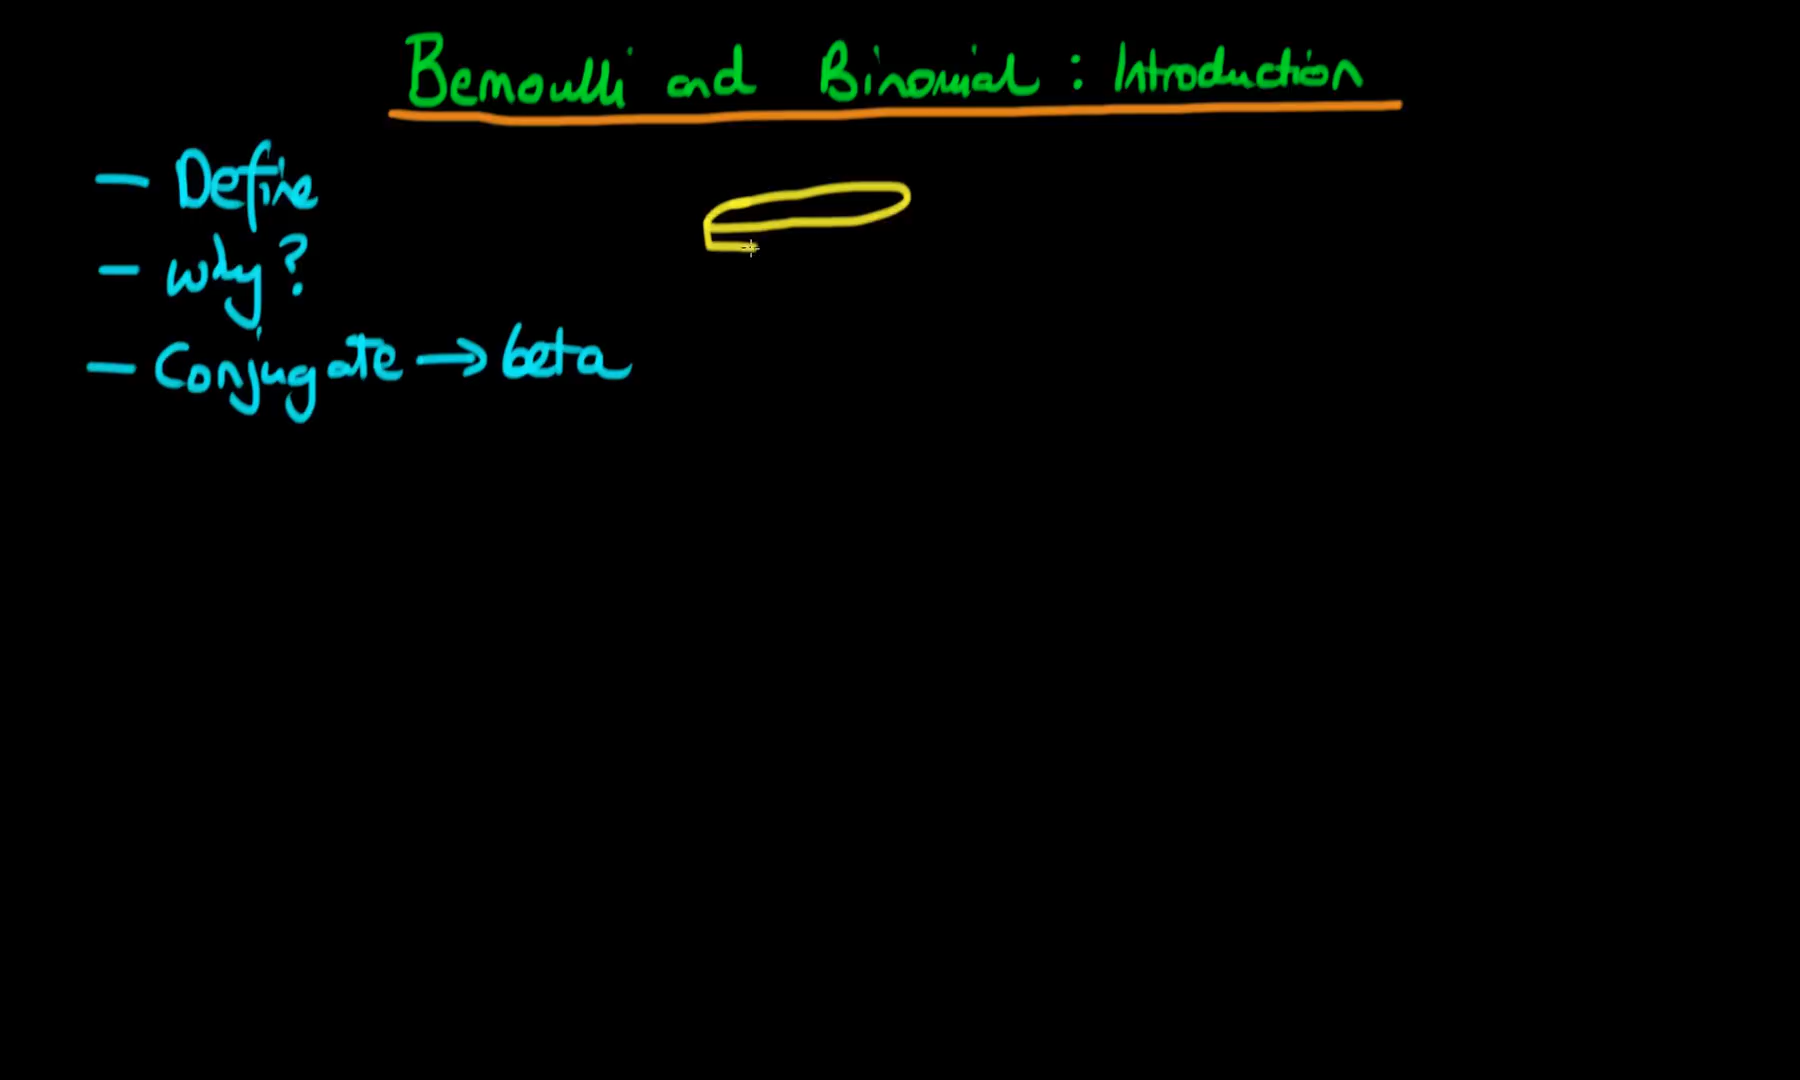 Bernoulli and Binomial : Introduction
- Define
- Why?
- Conjugate → beta